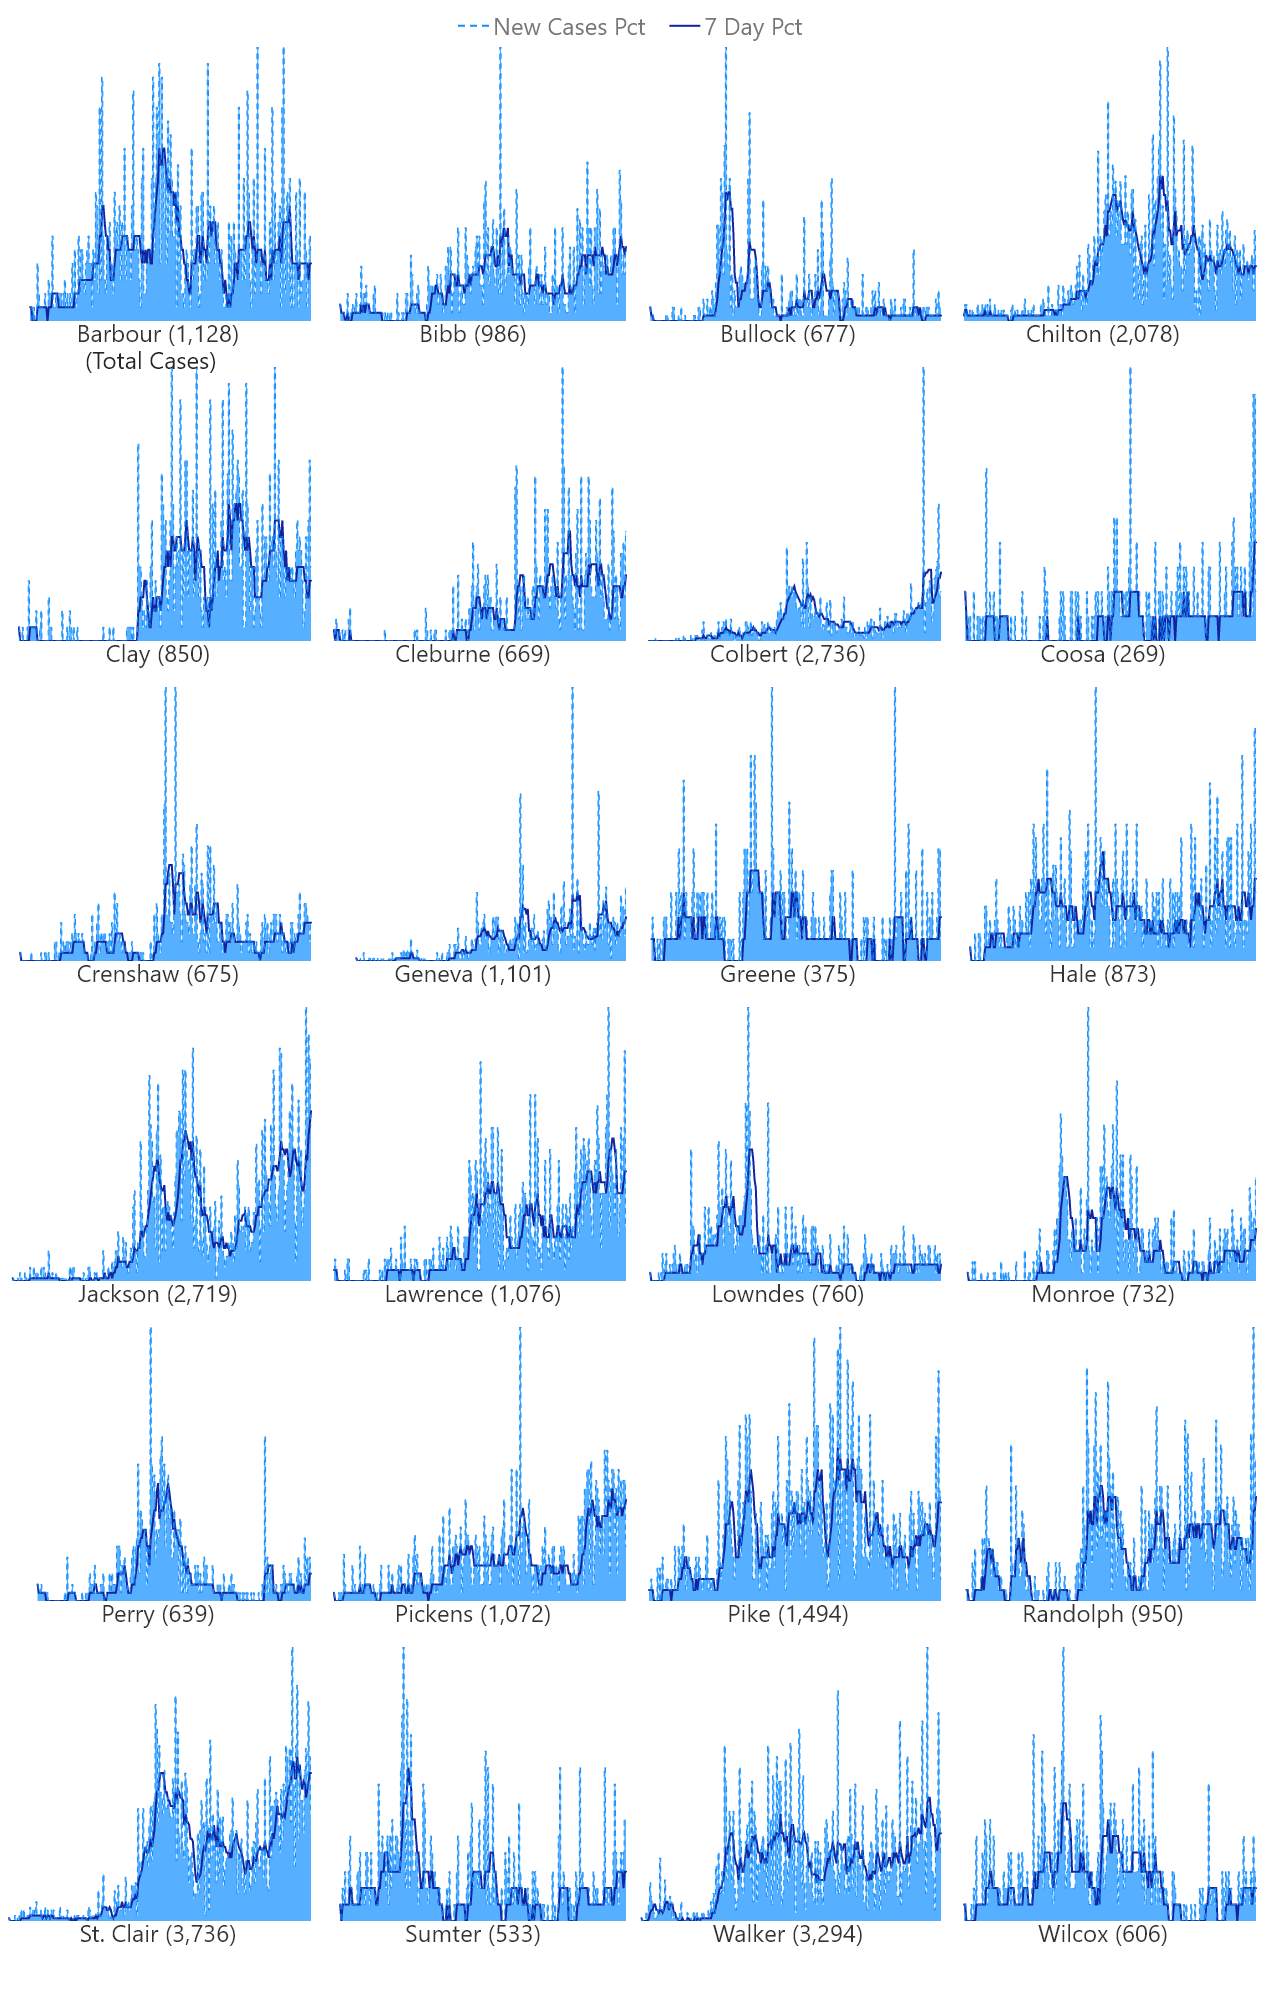 New Cases Pct 7 Day Pct
Barbour (1,128) Bibb (986) Bullock (677) Chilton (2,078)
(Total Cases)
Clay (850) Cleburne (669) Colbert (2,736) Coosa (269)
Crenshaw (675) Geneva (1,101) Greene (375) Hale (873)
Jackson (2,719) Lawrence (1,076) Lowndes (760) Monroe (732)
Perry (639) Pickens (1,072) Pike (1,494) Randolph (950)
St. Clair (3,736) Sumter (533) Walker (3,294) Wilcox (606)